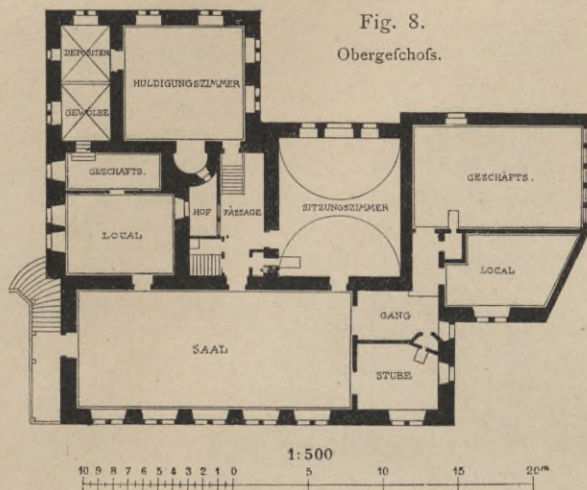 Fig. 8.
Obergeſchoſs.
DEPOSITEN
HULDIGUNGSZIMMER
GEWÖLBE
GESCHÄFTS.
GESCHÄFTS.
HOF
PASSAGE
SITZUNGSZIMMER
LOCAL
LOCAL
GANG
SAAL
STUBE
1:500
10 9 8 7 6 5 4 3 2 1 0 5 10 15 20m